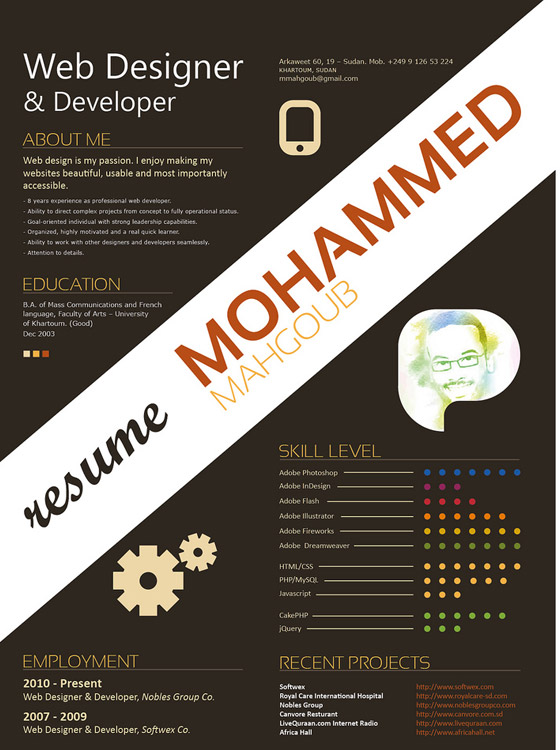 Web Designer
& Developer
Arkaweet 60, 19 – Sudan. Mob. +249 9 126 53 224
KHARTOUM, SUDAN
mmahgoub@gmail.com
ABOUT ME
Web design is my passion. I enjoy making my
websites beautiful, usable and most importantly
accessible.
- 8 years experience as professional web developer.
- Ability to direct complex projects from concept to fully operational status.
- Goal-oriented individual with strong leadership capabilities.
- Organized, highly motivated and a real quick learner.
- Ability to work with other designers and developers seamlessly.
- Attention to details.
EDUCATION
B.A. of Mass Communications and French
language, Faculty of Arts – University
of Khartoum. (Good)
Dec 2003
MOHAMMED
MAHGOUB
resume
SKILL LEVEL
Adobe Photoshop
Adobe InDesign
Adobe Flash
Adobe Illustrator
Adobe Fireworks
Adobe Dreamweaver
HTML/CSS
PHP/MySQL
Javascript
CakePHP
jQuery
EMPLOYMENT
2010 - Present
Web Designer & Developer, Nobles Group Co.
2007 - 2009
Web Designer & Developer, Softwex Co.
RECENT PROJECTS
Softwex http://www.softwex.com
Royal Care International Hospital http://www.royalcare-sd.com
Nobles Group http://www.noblesgroupco.com
Canvore Resturant http://www.canvore.com.sd
LiveQuraan.com Internet Radio http://www.livequraan.com
Africa Hall http://www.africahall.net